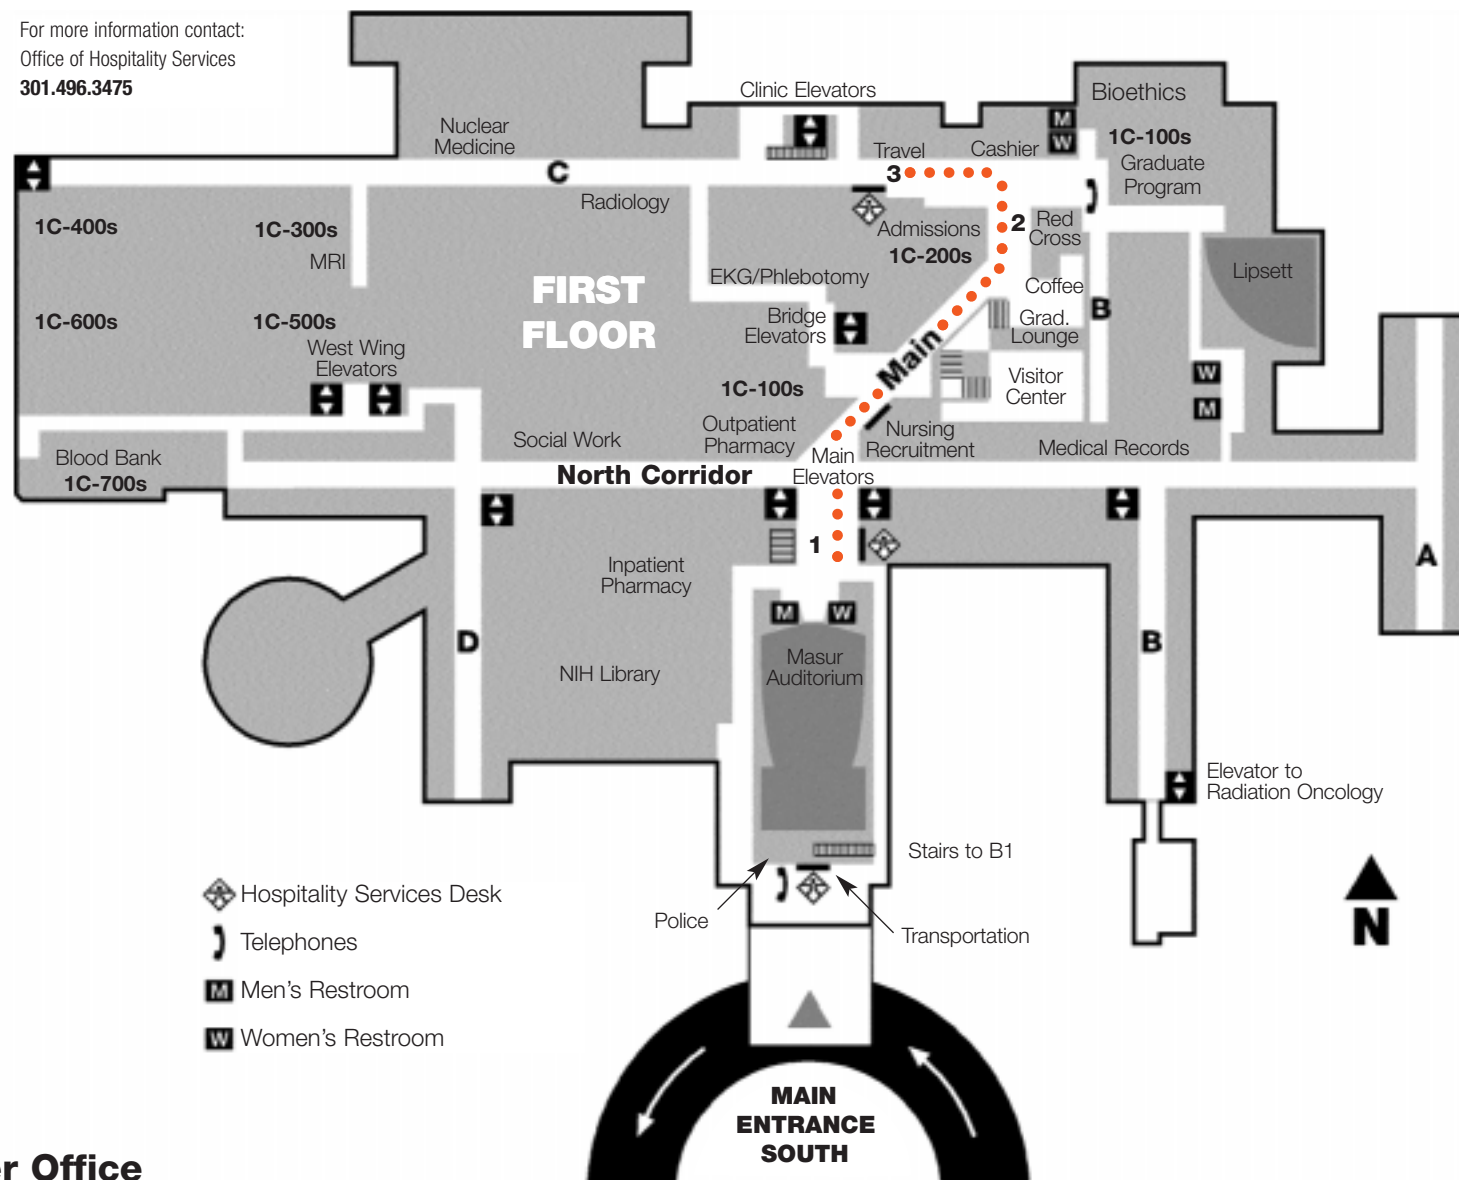 For more information contact:
Office of Hospitality Services
301.496.3475
Clinic Elevators
Bioethics
M
W
1C-100s
Graduate
Program
Nuclear
Medicine
Travel
Cashier
C
3
Radiology
1C-400s
1C-300s
MRI
Admissions
1C-200s
2
Red
Cross
Lipsett
EKG/Phlebotomy
FIRST
FLOOR
Coffee
B
1C-600s
1C-500s
Bridge
Elevators
Main
Grad.
Lounge
West Wing
Elevators
1C-100s
Visitor
Center
W
M
Outpatient
Pharmacy
Nursing
Recruitment
Social Work
Medical Records
Blood Bank
1C-700s
North Corridor
Main
Elevators
1
A
Inpatient
Pharmacy
M
W
D
B
NIH Library
Masur
Auditorium
Elevator to
Radiation Oncology
Stairs to B1
Police
Transportation
Hospitality Services Desk
Telephones
M Men's Restroom
W Women's Restroom
N
MAIN
ENTRANCE
SOUTH
r Office